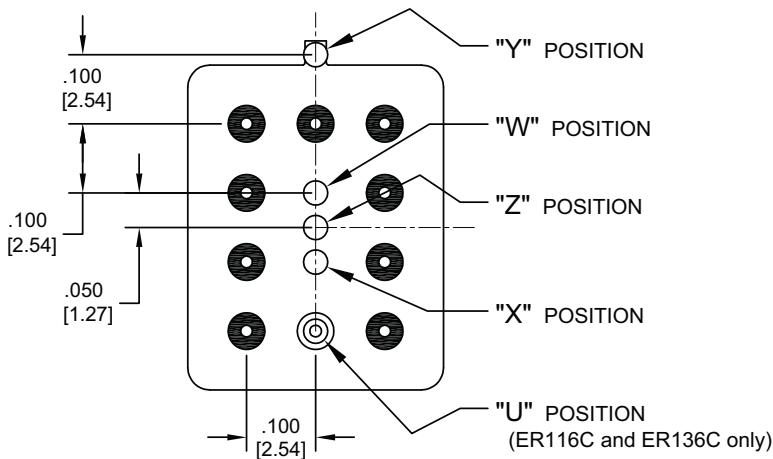 "Y" POSITION
.100
[2.54]
"W" POSITION
"Z" POSITION
.100
[2.54]
.050
[1.27]
"X" POSITION
"U" POSITION
(ER116C and ER136C only)
.100
[2.54]